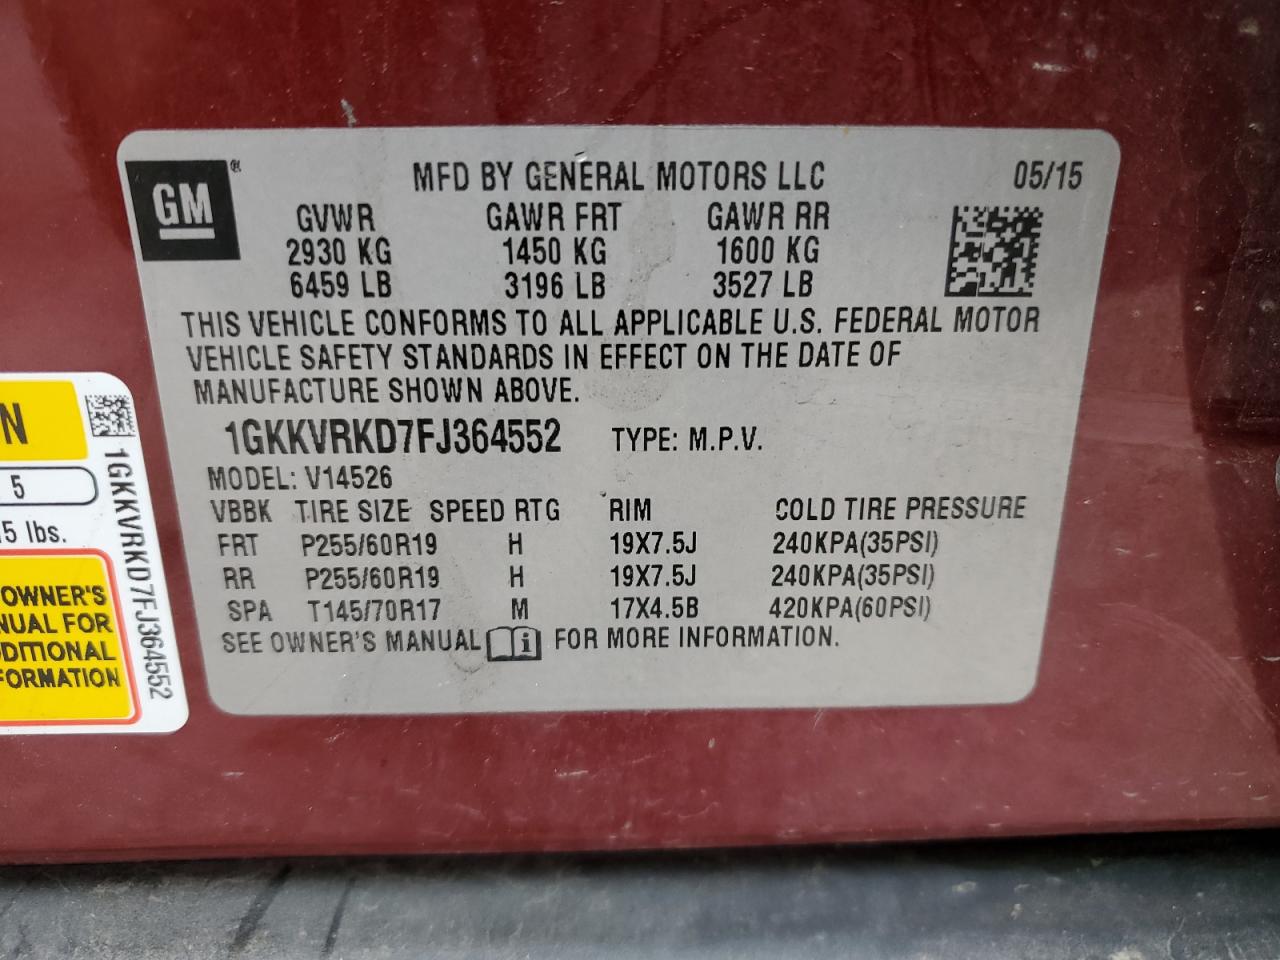 GM ®
MFD BY GENERAL MOTORS LLC 05/15
GVWR GAWR FRT GAWR RR
2930 KG 1450 KG 1600 KG
6459 LB 3196 LB 3527 LB
THIS VEHICLE CONFORMS TO ALL APPLICABLE U.S. FEDERAL MOTOR
VEHICLE SAFETY STANDARDS IN EFFECT ON THE DATE OF
MANUFACTURE SHOWN ABOVE.
1GKKVRKD7FJ364552 TYPE: M.P.V.
MODEL: V14526
VBBK TIRE SIZE SPEED RTG RIM COLD TIRE PRESSURE
FRT P255/60R19 H 19X7.5J 240KPA(35PSI)
RR P255/60R19 H 19X7.5J 240KPA(35PSI)
SPA T145/70R17 M 17X4.5B 420KPA(60PSI)
SEE OWNER'S MANUAL i FOR MORE INFORMATION.
N
5
5 lbs.
OWNER'S
NUAL FOR
DITIONAL
FORMATION
1GKKVRKD7FJ364552